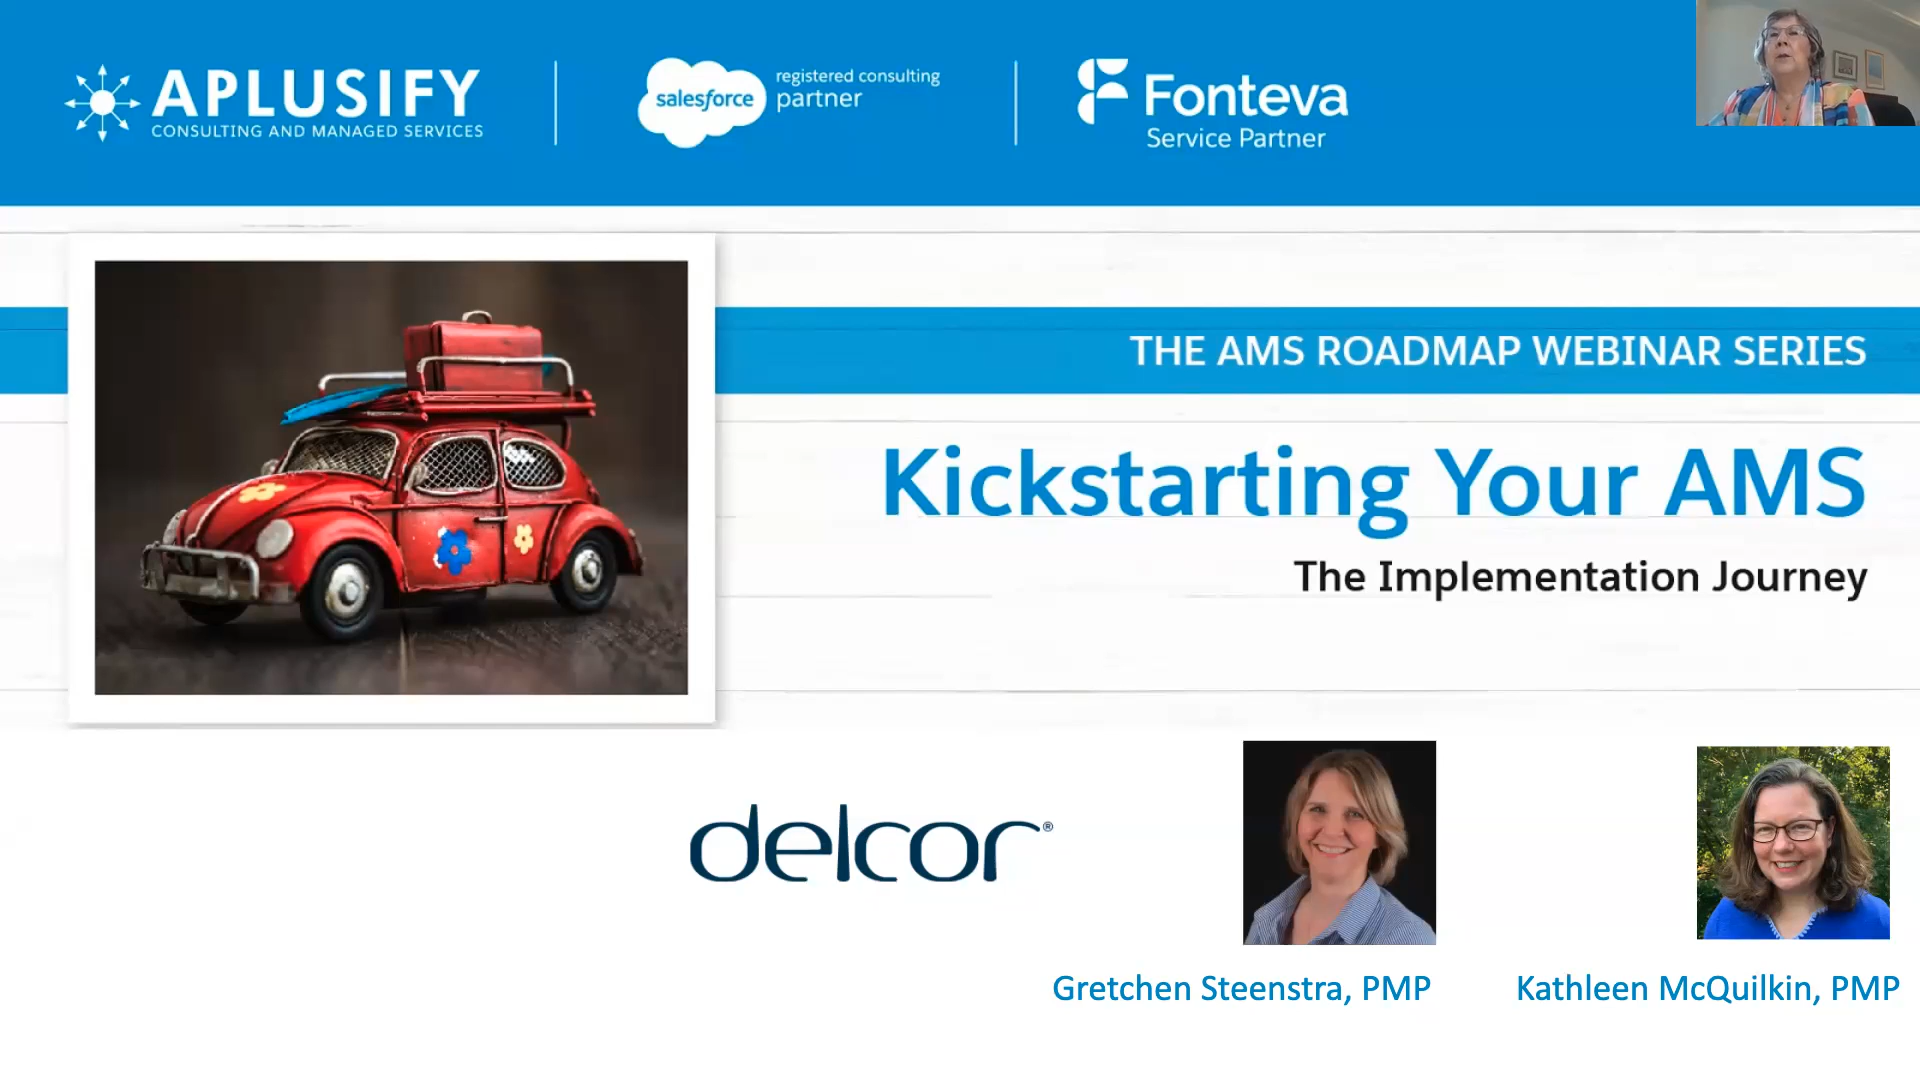 APLUSIFY
CONSULTING AND MANAGED SERVICES
salesforce
registered consulting
partner
Fonteva
Service Partner
THE AMS ROADMAP WEBINAR SERIES
Kickstarting Your AMS
The Implementation Journey
delcor®
Gretchen Steenstra, PMP
Kathleen McQuilkin, PMP